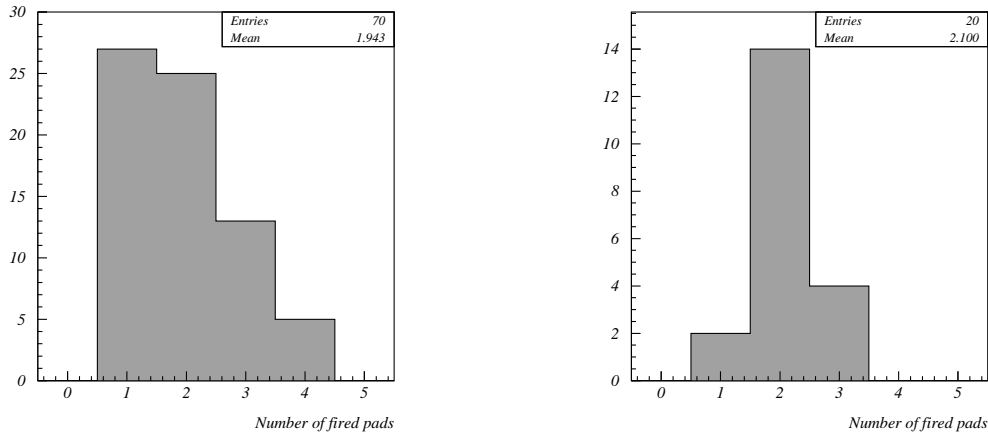 Entries 70
Mean 1.943
30
25
20
15
10
5
0
0 1 2 3 4 5
Number of fired pads
Entries 20
Mean 2.100
14
12
10
8
6
4
2
0
0 1 2 3 4 5
Number of fired pads